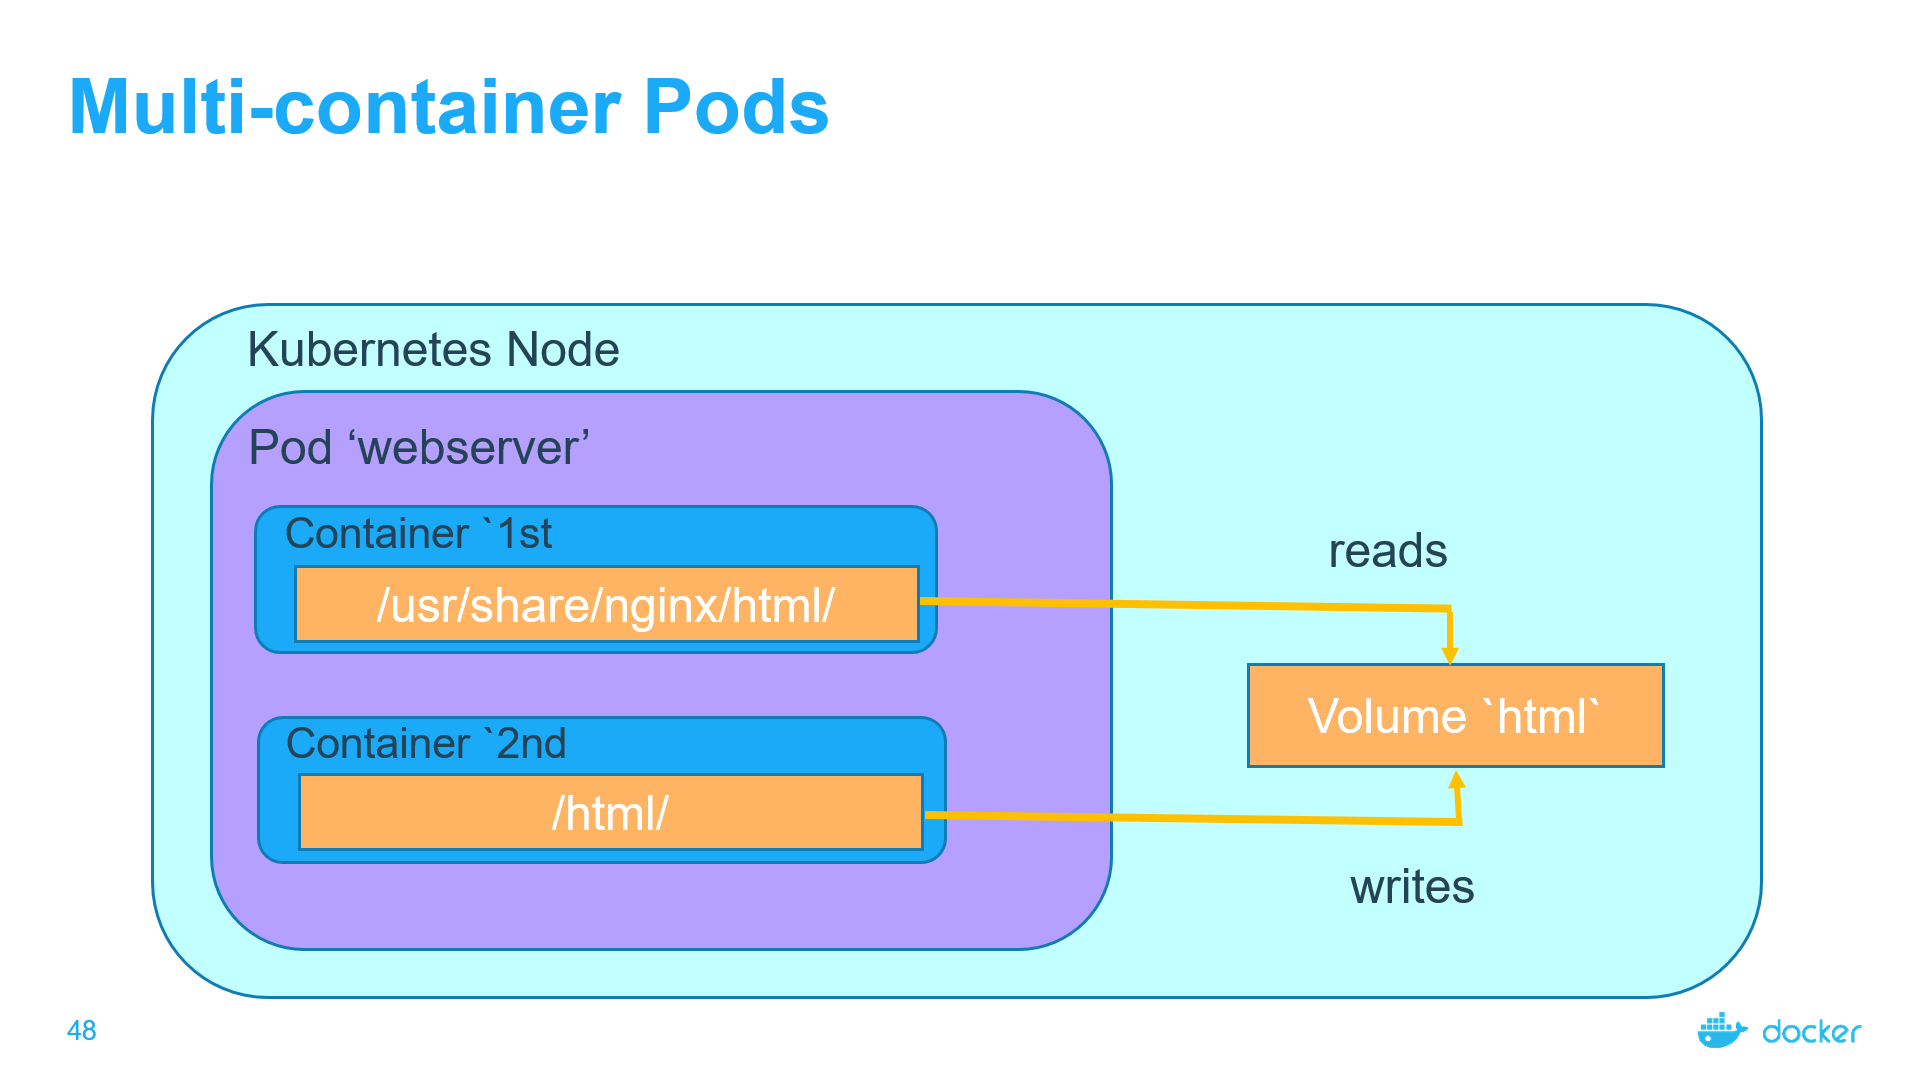 Multi-container Pods
Kubernetes Node
Pod ‘webserver’
Container `1st
/usr/share/nginx/html/
reads
Volume `html`
Container `2nd
/html/
writes
48
docker